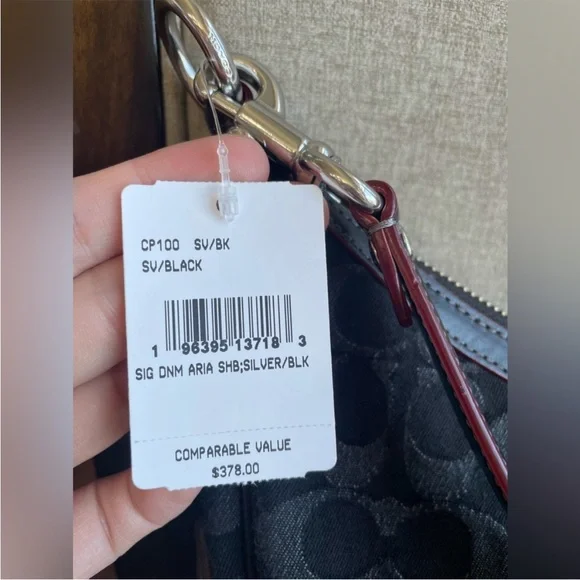 CP100 SV/BK
SV/BLACK
1 96395 13718 3
SIG DNM ARIA SHB;SILVER/BLK
COMPARABLE VALUE
$378.00